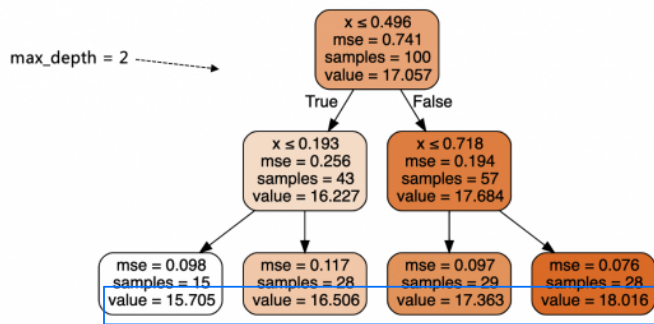 x ≤ 0.496
mse = 0.741
samples = 100
value = 17.057
max_depth = 2
True
False
x ≤ 0.193
mse = 0.256
samples = 43
value = 16.227
x ≤ 0.718
mse = 0.194
samples = 57
value = 17.684
mse = 0.098
samples = 15
value = 15.705
mse = 0.117
samples = 28
value = 16.506
mse = 0.097
samples = 29
value = 17.363
mse = 0.076
samples = 28
value = 18.016